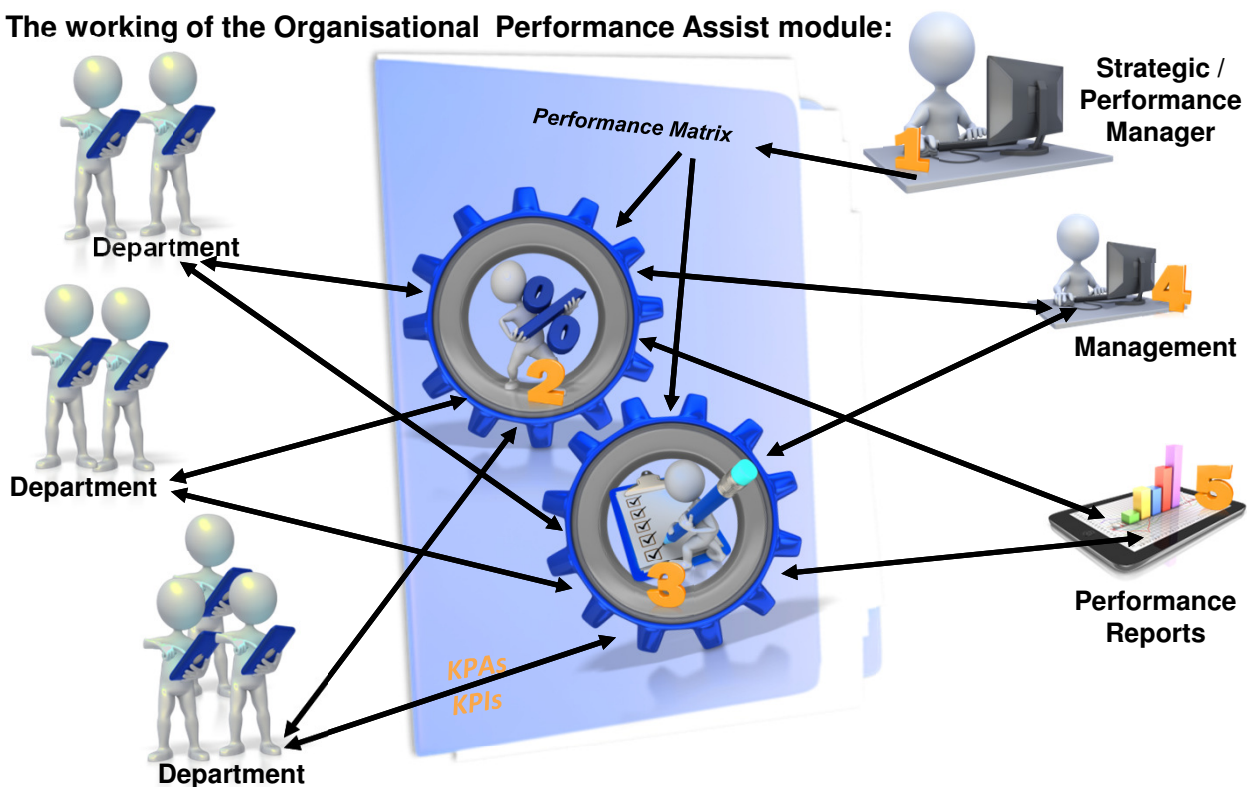 The working of the Organisational Performance Assist module:
Performance Matrix
1
Strategic /
Performance
Manager
Department
4
Management
%
2
Department
5
3
Performance
Reports
KPAs
KPIs
Department